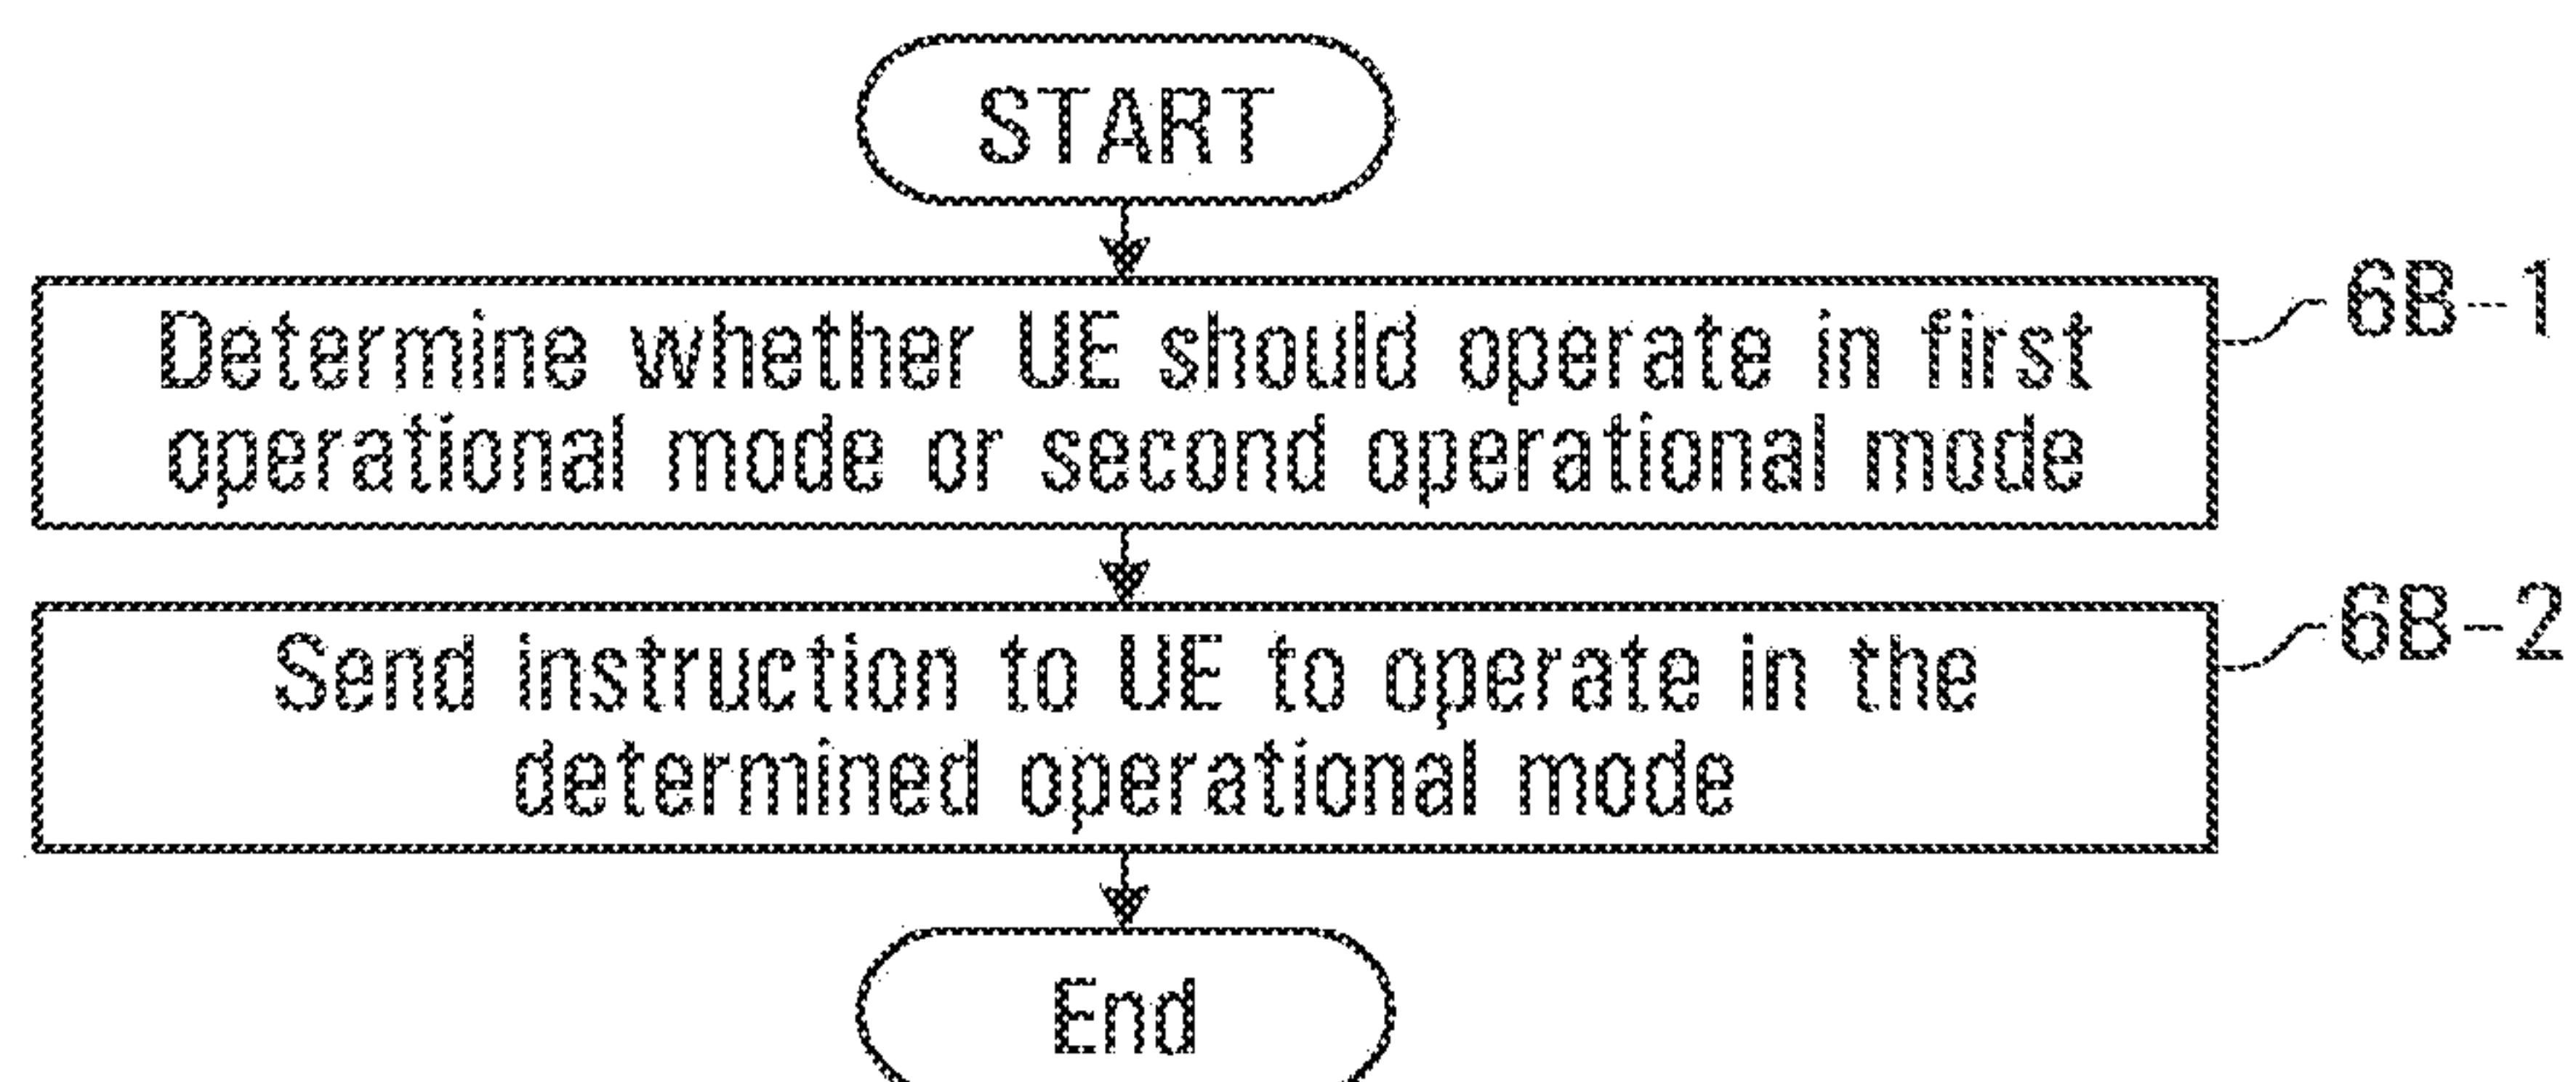 START
Determine whether UE should operate in first
operational mode or second operational mode
6B-1
Send instruction to UE to operate in the
determined operational mode
6B-2
End